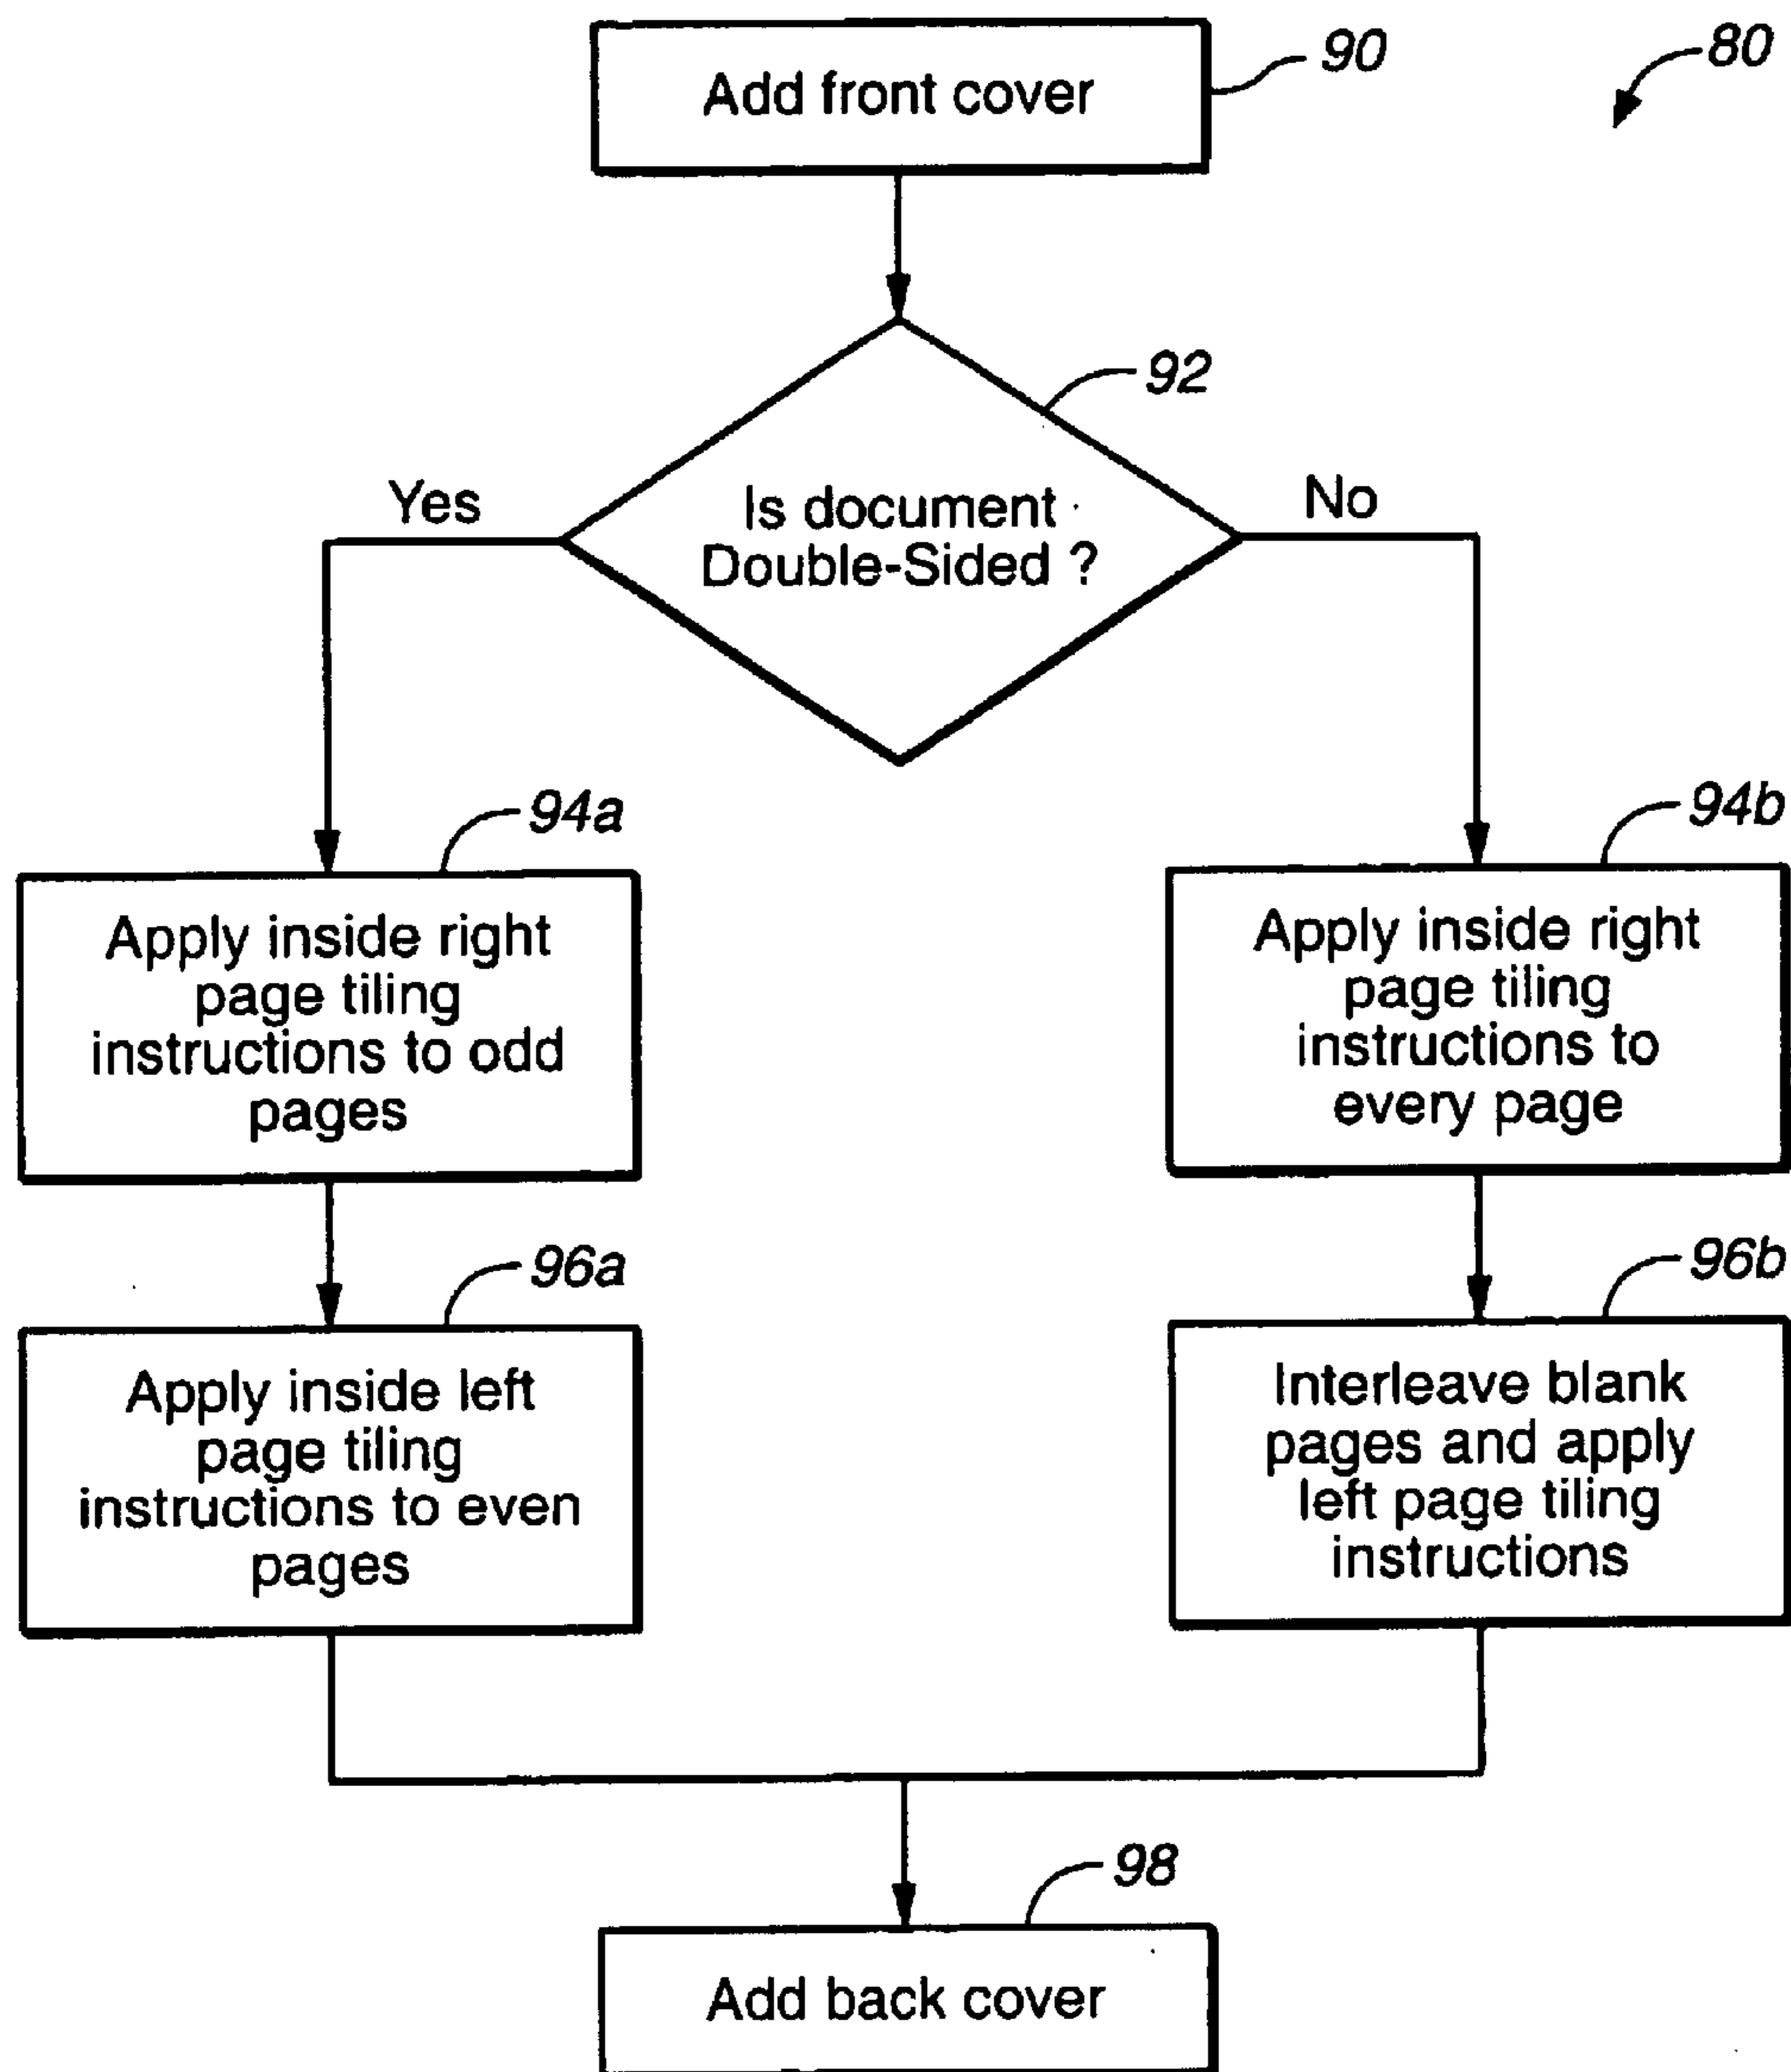 Add front cover
90
80
92
Yes
Is document
Double-Sided ?
No
94a
94b
Apply inside right
page tiling
instructions to odd
pages
Apply inside right
page tiling
instructions to
every page
96a
96b
Apply inside left
page tiling
instructions to even
pages
Interleave blank
pages and apply
left page tiling
instructions
98
Add back cover